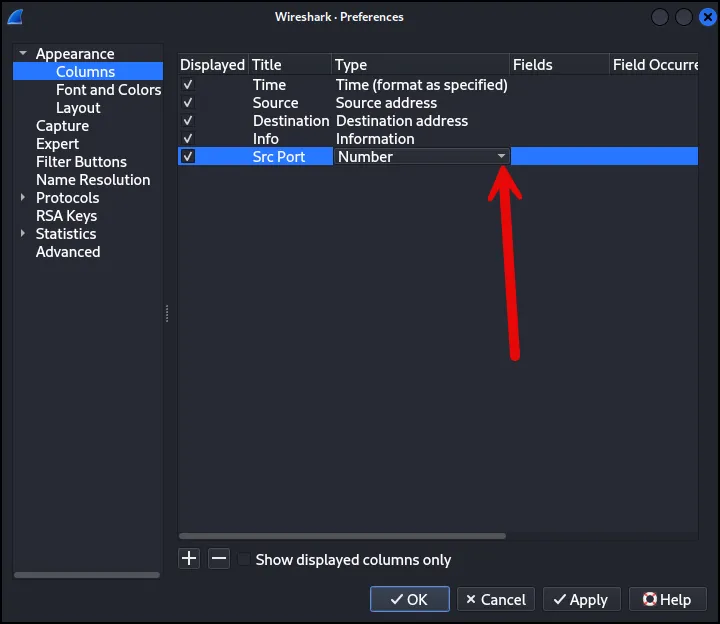 Wireshark · Preferences
Appearance
Columns
Font and Colors
Layout
Capture
Expert
Filter Buttons
Name Resolution
Protocols
RSA Keys
Statistics
Advanced
Displayed Title Type Fields Field Occurre
Time Time (format as specified)
Source Source address
Destination Destination address
Info Information
Src Port Number
Show displayed columns only
OK Cancel Apply Help